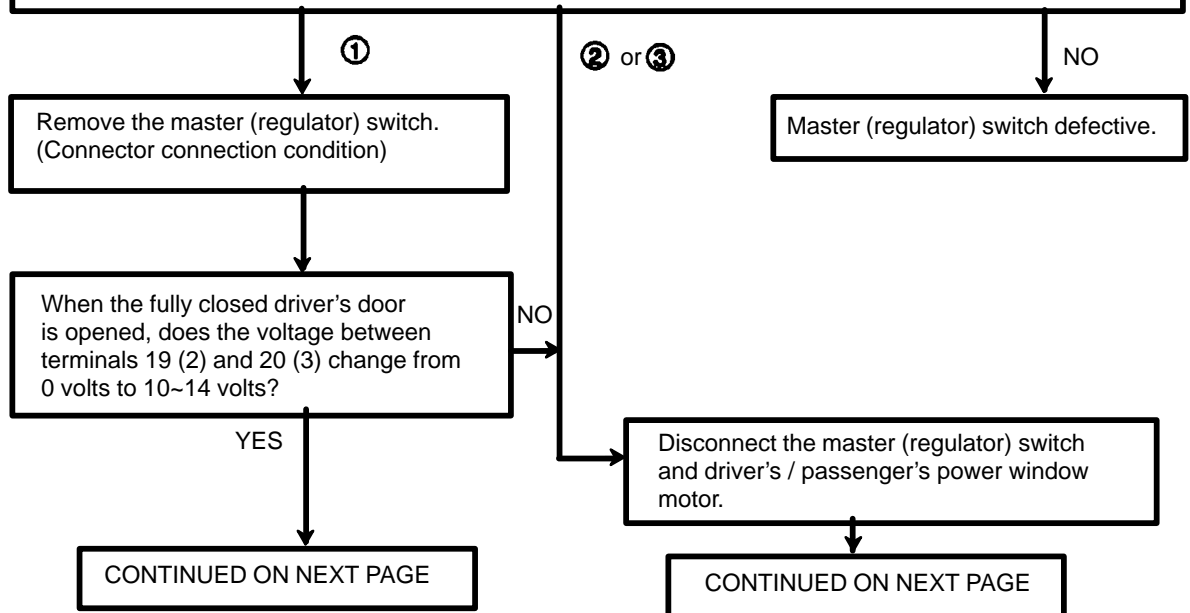 ①
② or ③
NO
Remove the master (regulator) switch.
(Connector connection condition)
Master (regulator) switch defective.
When the fully closed driver's door
is opened, does the voltage between
terminals 19 (2) and 20 (3) change from
0 volts to 10~14 volts?
NO
YES
Disconnect the master (regulator) switch
and driver's / passenger's power window
motor.
CONTINUED ON NEXT PAGE
CONTINUED ON NEXT PAGE